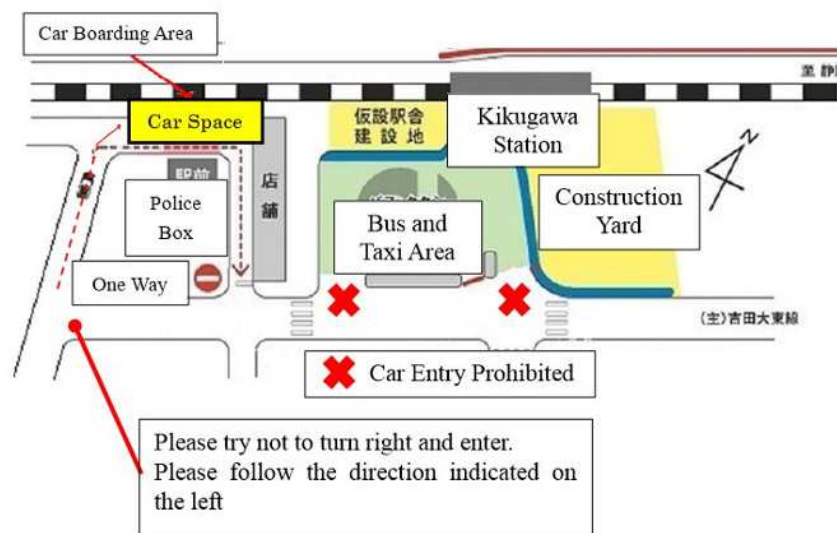 Car Boarding Area
至 静
Car Space
仮設駅舎
建設地
Kikugawa
Station
N
駅前
店舗
Police
Box
Bus and
Taxi Area
Construction
Yard
One Way
(主)吉田大東線
Car Entry Prohibited
Please try not to turn right and enter.
Please follow the direction indicated on
the left